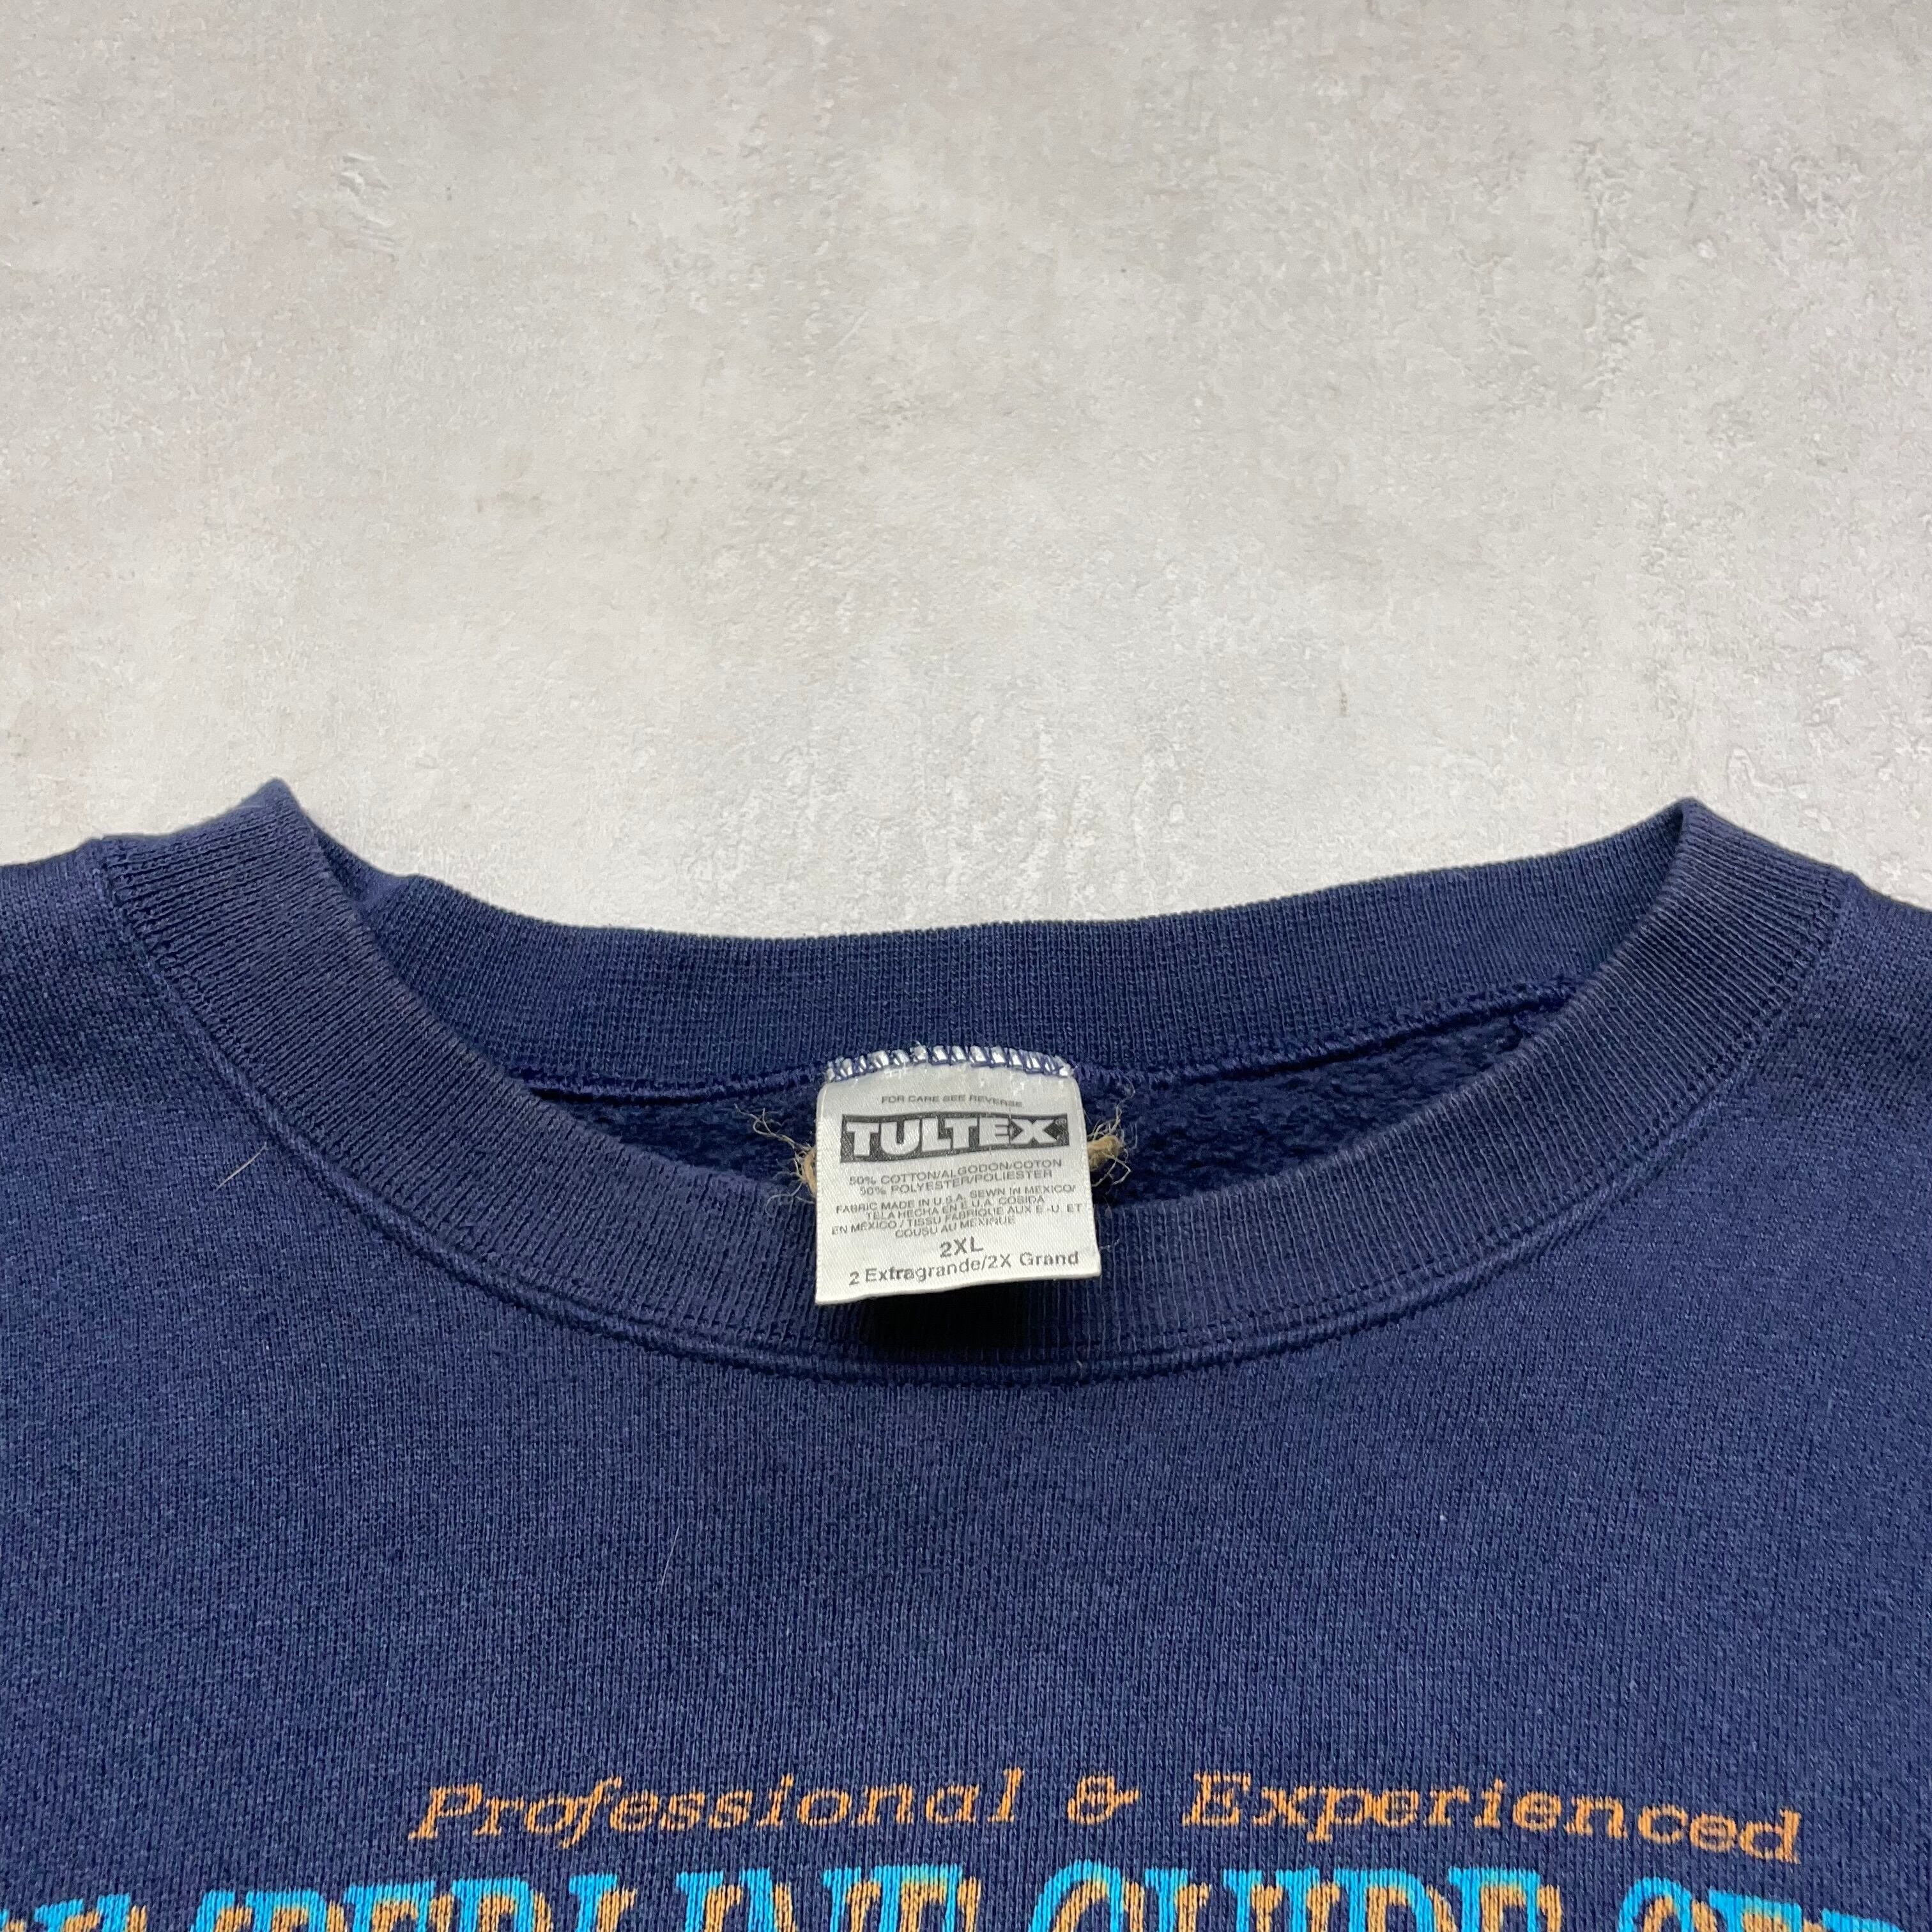 FOR CARE SEE REVERSE
TULTEX
50% COTTON/ALGODON/COTON
50% POLYESTER/POLIESTER
FABRIC MADE IN U.S.A. SEWN IN MEXICO/
TELA HECHA EN E.U.A. COSIDA
EN MEXICO / TISSU FABRIQUE AUX E.-U. ET
COUSU AU MEXIQUE
2XL
2 Extragrande/2X Grand
Professional & Experienced
GUIDE